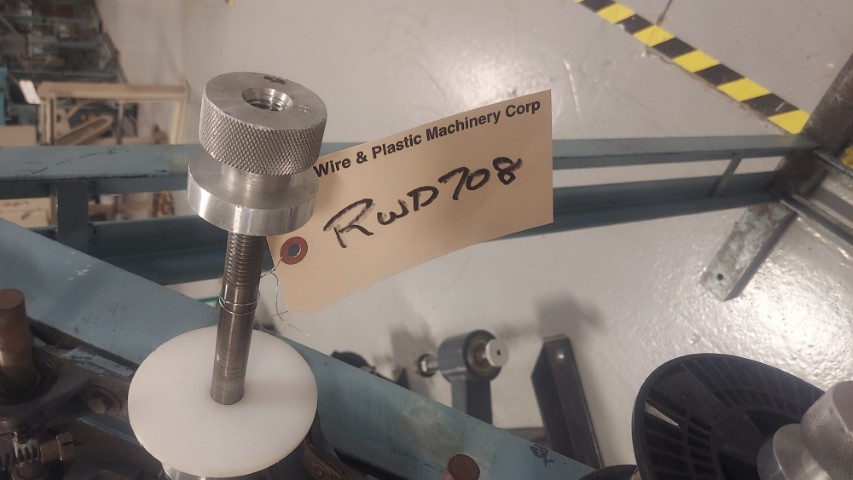 Wire & Plastic Machinery Corp
RWD708